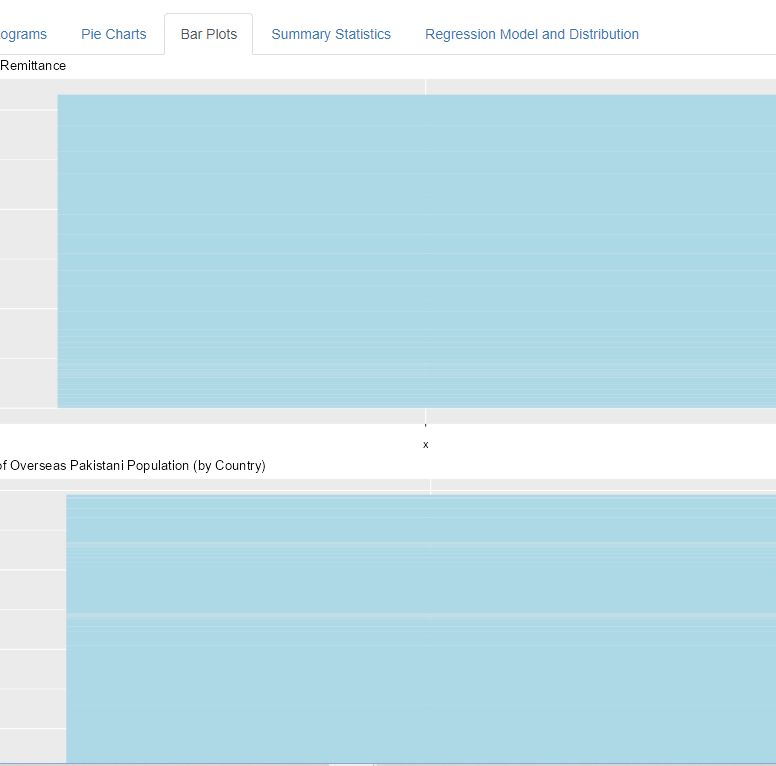 ograms Pie Charts Bar Plots Summary Statistics Regression Model and Distribution
Remittance
x
of Overseas Pakistani Population (by Country)